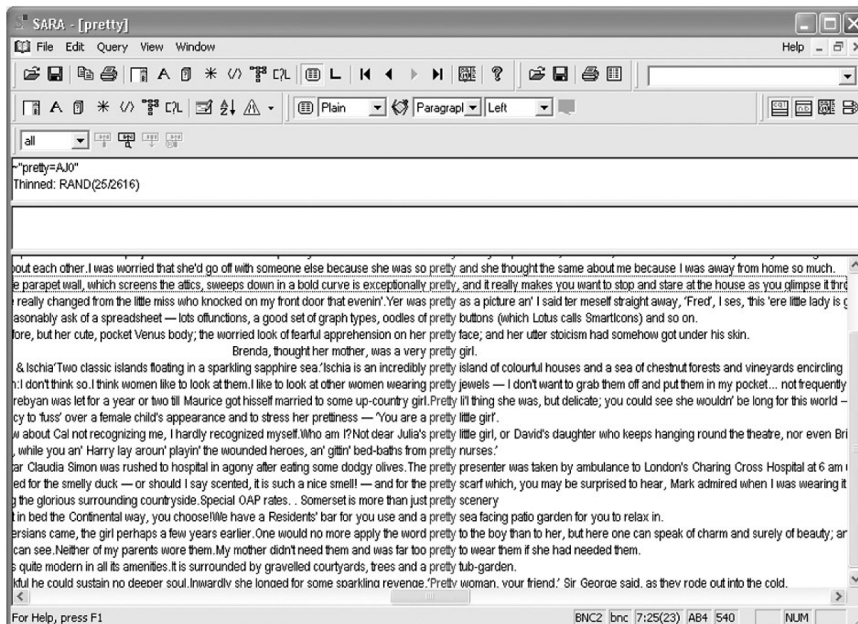 SARA - [pretty]
File Edit Query View Window Help
Plain Paragrapl Left
all
~"pretty=AJ0"
Thinned: RAND(25/2616)
out each other.I was worried that she'd go off with someone else because she was so pretty and she thought the same about me because I was away from home so much.
e parapet wall, which screens the attics, sweeps down in a bold curve is exceptionally pretty, and it really makes you want to stop and stare at the house as you glimpse it thro
e really changed from the little miss who knocked on my front door that evenin'.Yer was pretty as a picture an' I said ter meself straight away, 'Fred', I ses, 'this 'ere little lady is g
asonably ask of a spreadsheet — lots offunctions, a good set of graph types, oodles of pretty buttons (which Lotus calls SmartIcons) and so on.
fore, but her cute, pocket Venus body; the worried look of fearful apprehension on her pretty face; and her utter stoicism had somehow got under his skin.
Brenda, thought her mother, was a very pretty girl.
& Ischia'Two classic islands floating in a sparkling sapphire sea.'Ischia is an incredibly pretty island of colourful houses and a sea of chestnut forests and vineyards encircling
n:I don't think so.I think women like to look at them.I like to look at other women wearing pretty jewels — I don't want to grab them off and put them in my pocket... not frequently
rebyan was let for a year or two till Maurice got hisself married to some up-country girl.Pretty li'l thing she was, but delicate; you could see she wouldn' be long for this world –
cy to 'fuss' over a female child's appearance and to stress her prettiness — 'You are a pretty little girl'.
w about Cal not recognizing me, I hardly recognized myself.Who am I?Not dear Julia's pretty little girl, or David's daughter who keeps hanging round the theatre, nor even Bri
, while you an' Harry lay aroun' playin' the wounded heroes, an' gittin' bed-baths from pretty nurses.'
ar Claudia Simon was rushed to hospital in agony after eating some dodgy olives.The pretty presenter was taken by ambulance to London's Charing Cross Hospital at 6 am
ed for the smelly duck — or should I say scented, it is such a nice smell! — and for the pretty scarf which, you may be surprised to hear, Mark admired when I was wearing it
g the glorious surrounding countryside.Special OAP rates. . Somerset is more than just pretty scenery
t in bed the Continental way, you choose!We have a Residents' bar for you use and a pretty sea facing patio garden for you to relax in.
ersians came, the girl perhaps a few years earlier.One would no more apply the word pretty to the boy than to her, but here one can speak of charm and surely of beauty; an
can see.Neither of my parents wore them.My mother didn't need them and was far too pretty to wear them if she had needed them.
s quite modern in all its amenities.It is surrounded by gravelled courtyards, trees and a pretty tub-garden.
kful he could sustain no deeper soul.Inwardly she longed for some sparkling revenge.'Pretty woman, your friend.' Sir George said, as they rode out into the cold.
For Help, press F1 BNC2 bnc 7:25(23) AB4 540 NUM